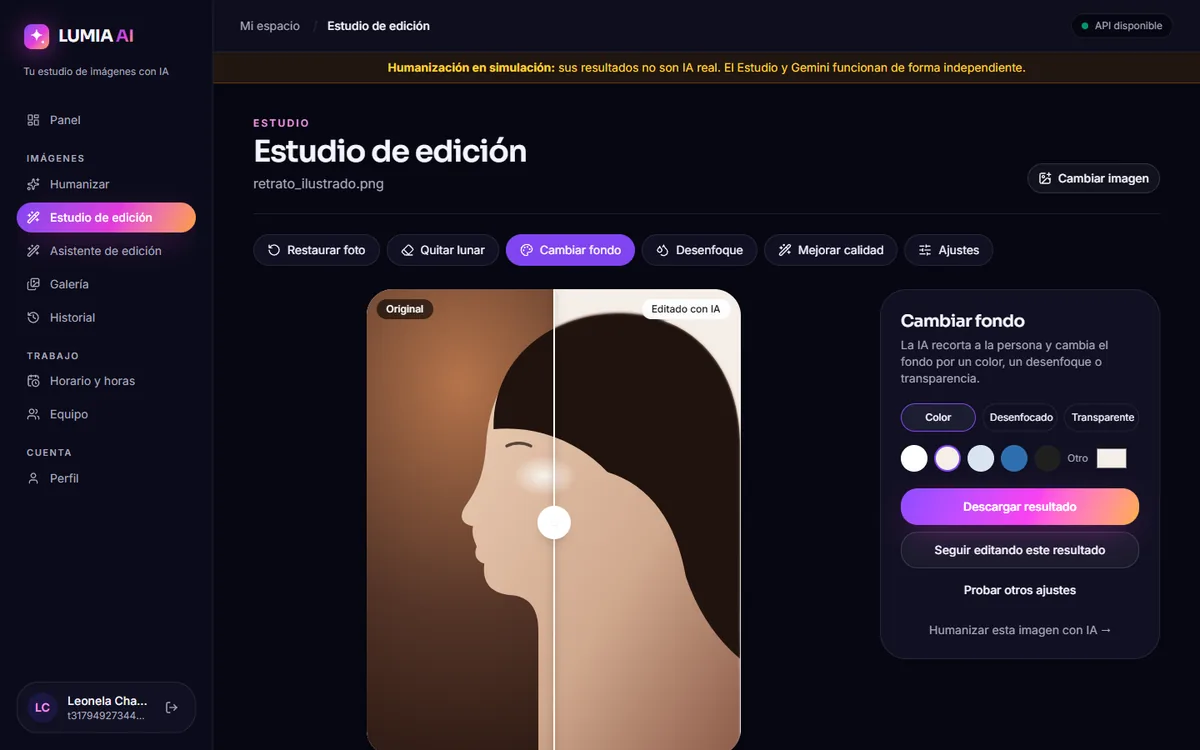 LUMIA AI
Tu estudio de imágenes con IA
Panel
IMÁGENES
Humanizar
Estudio de edición
Asistente de edición
Galería
Historial
TRABAJO
Horario y horas
Equipo
CUENTA
Perfil
LC
Leonela Cha...
t31794927344...
Mi espacio / Estudio de edición
API disponible
Humanización en simulación: sus resultados no son IA real. El Estudio y Gemini funcionan de forma independiente.
ESTUDIO
Estudio de edición
retrato_ilustrado.png
Cambiar imagen
Restaurar foto
Quitar lunar
Cambiar fondo
Desenfoque
Mejorar calidad
Ajustes
Original
Editado con IA
Cambiar fondo
La IA recorta a la persona y cambia el
fondo por un color, un desenfoque o
transparencia.
Color
Desenfocado
Transparente
Otro
Descargar resultado
Seguir editando este resultado
Probar otros ajustes
Humanizar esta imagen con IA →